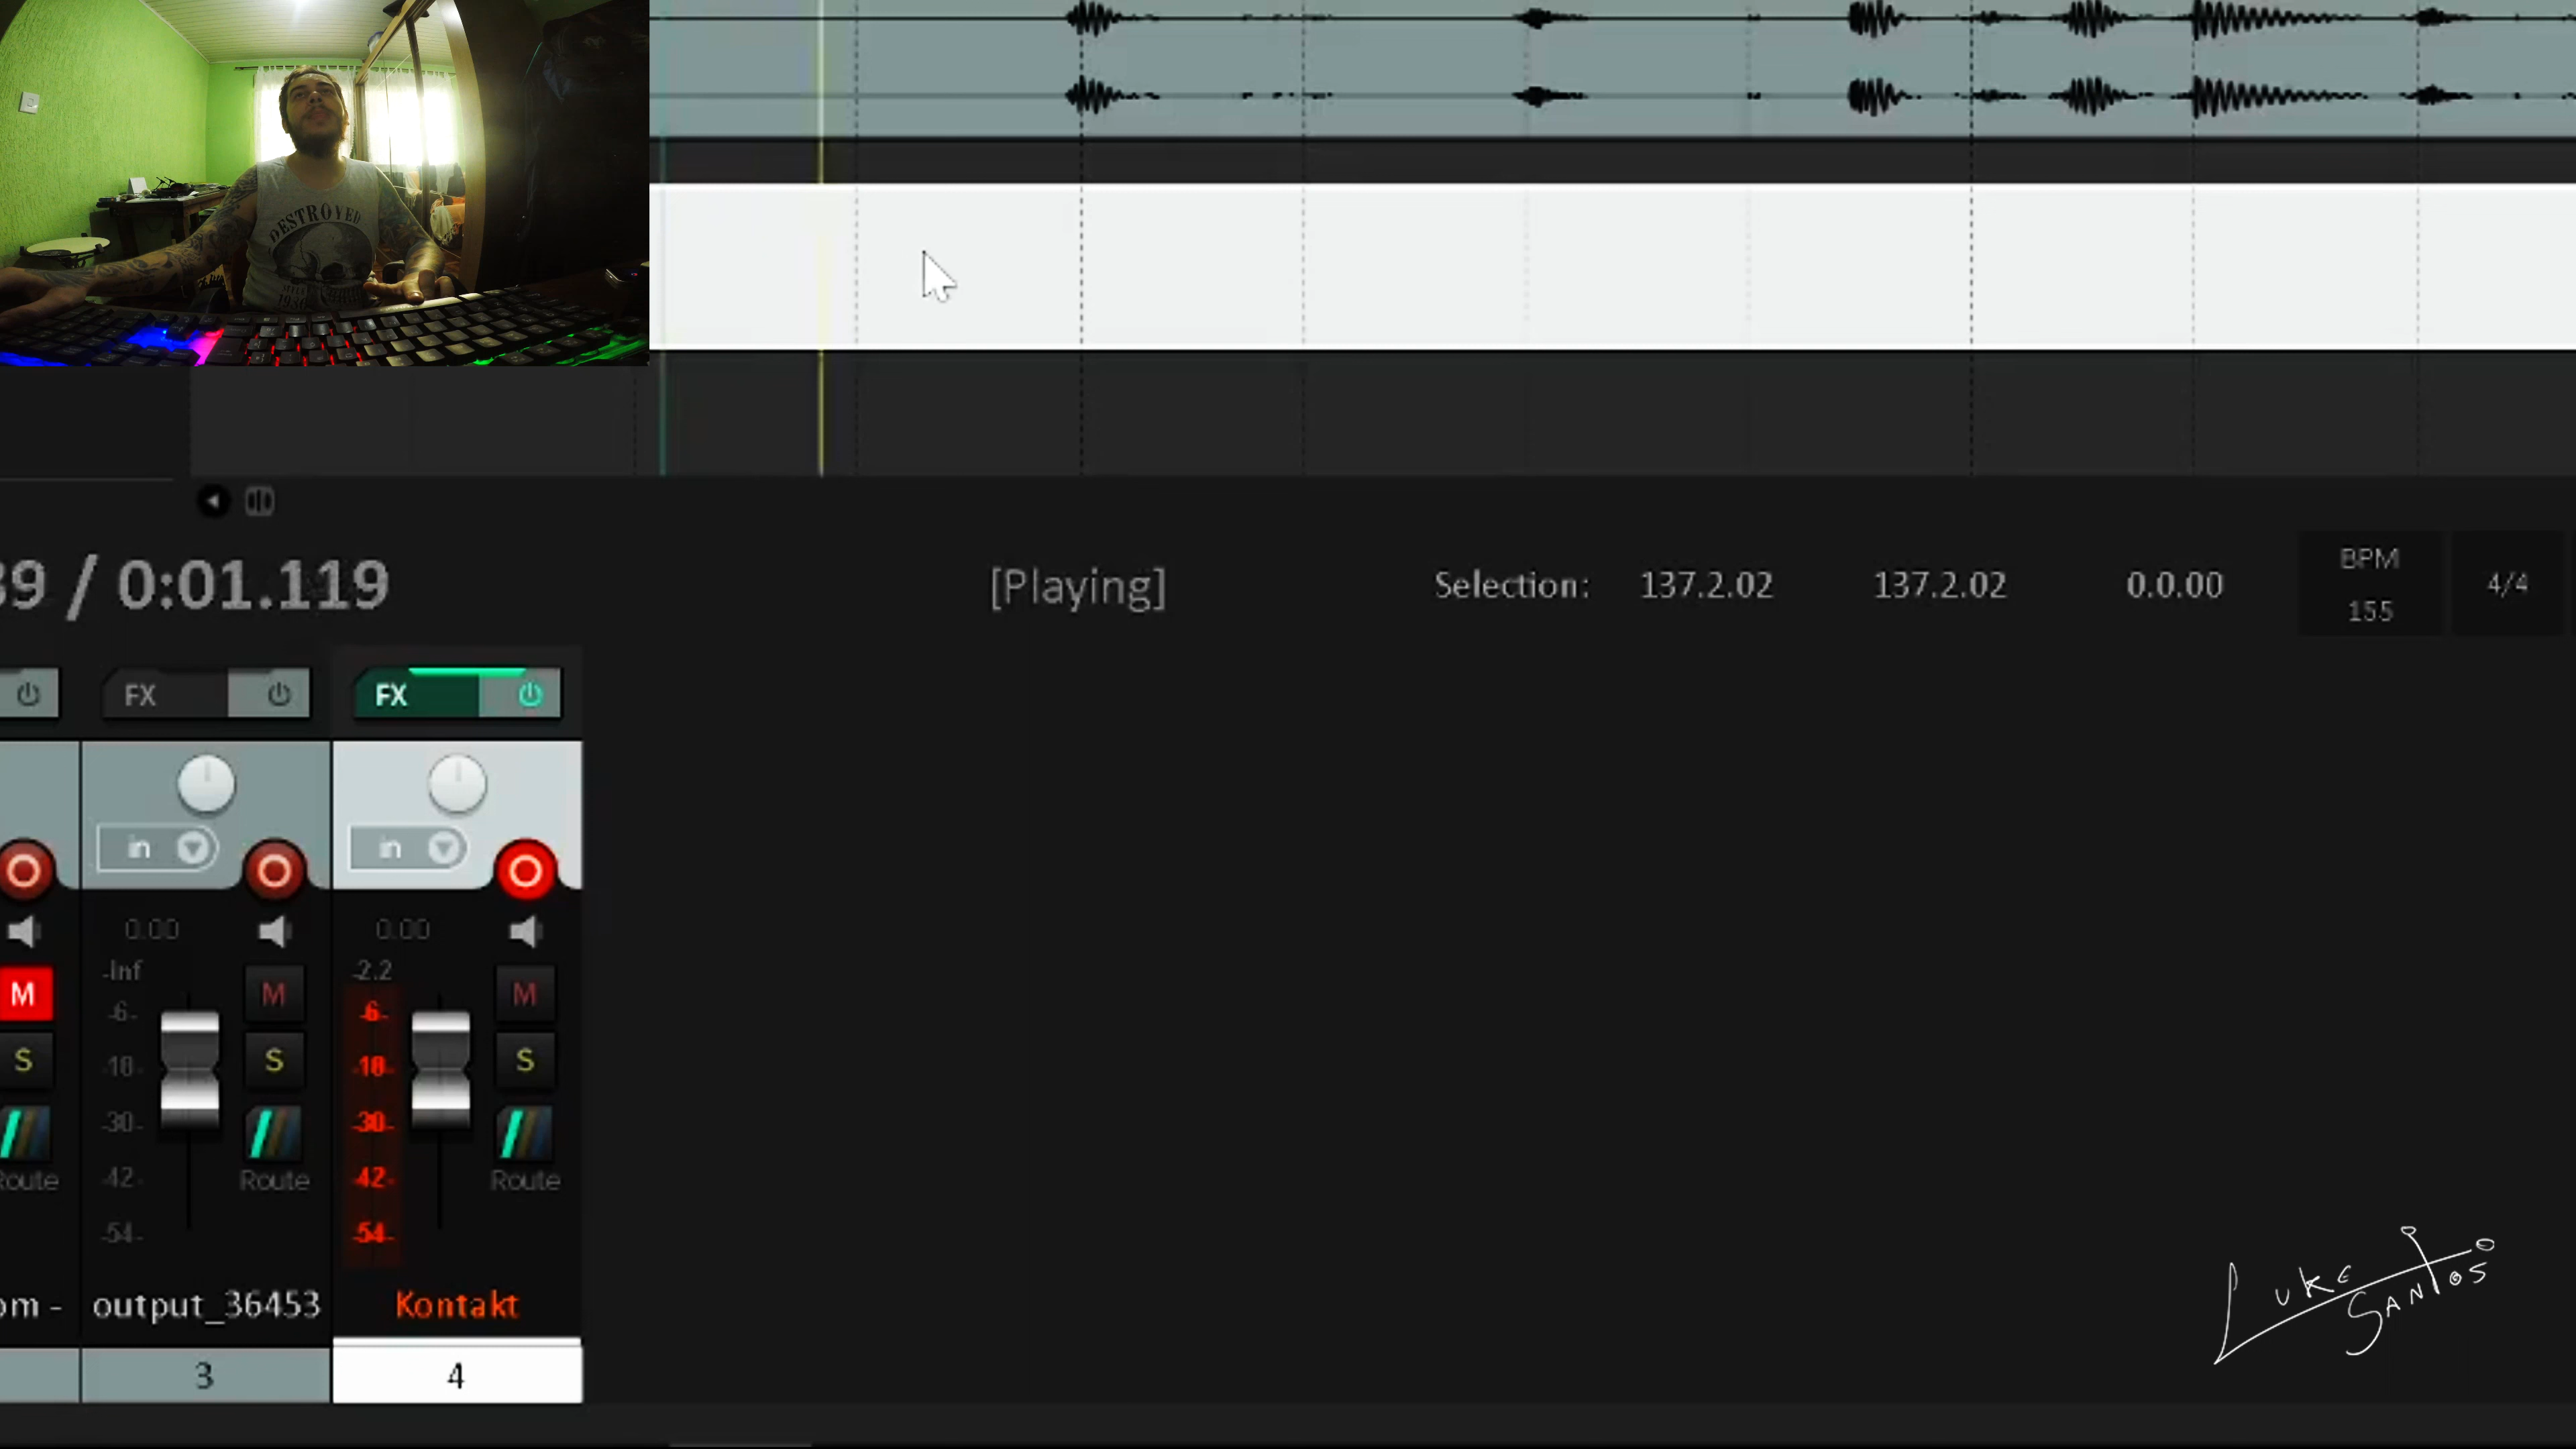 DESTROYED
39 / 0:01.119
[Playing]
Selection: 137.2.02 137.2.02 0.0.00
BPM
155
4/4
FX
FX
in
in
0.00
0.00
-Inf
-2.2
M
M
M
-6-
-6-
S
S
S
-18-
-18-
-30-
-30-
Route
Route
Route
-42-
-42-
-54-
-54-
om -
output_36453
Kontakt
3
4
LUKE
SANTOS